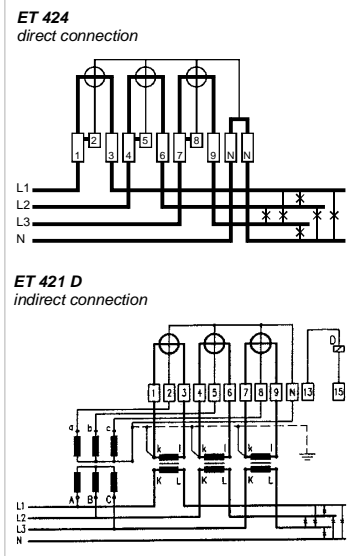 ET 424
direct connection
1 2 3 4 5 6 7 8 9 N N
L1
L2
L3
N
ET 421 D
indirect connection
D
1 2 3 4 5 6 7 8 9 N 13 15
a b c
k l k l k l
K L K L K L
A B C
L1
L2
L3
N